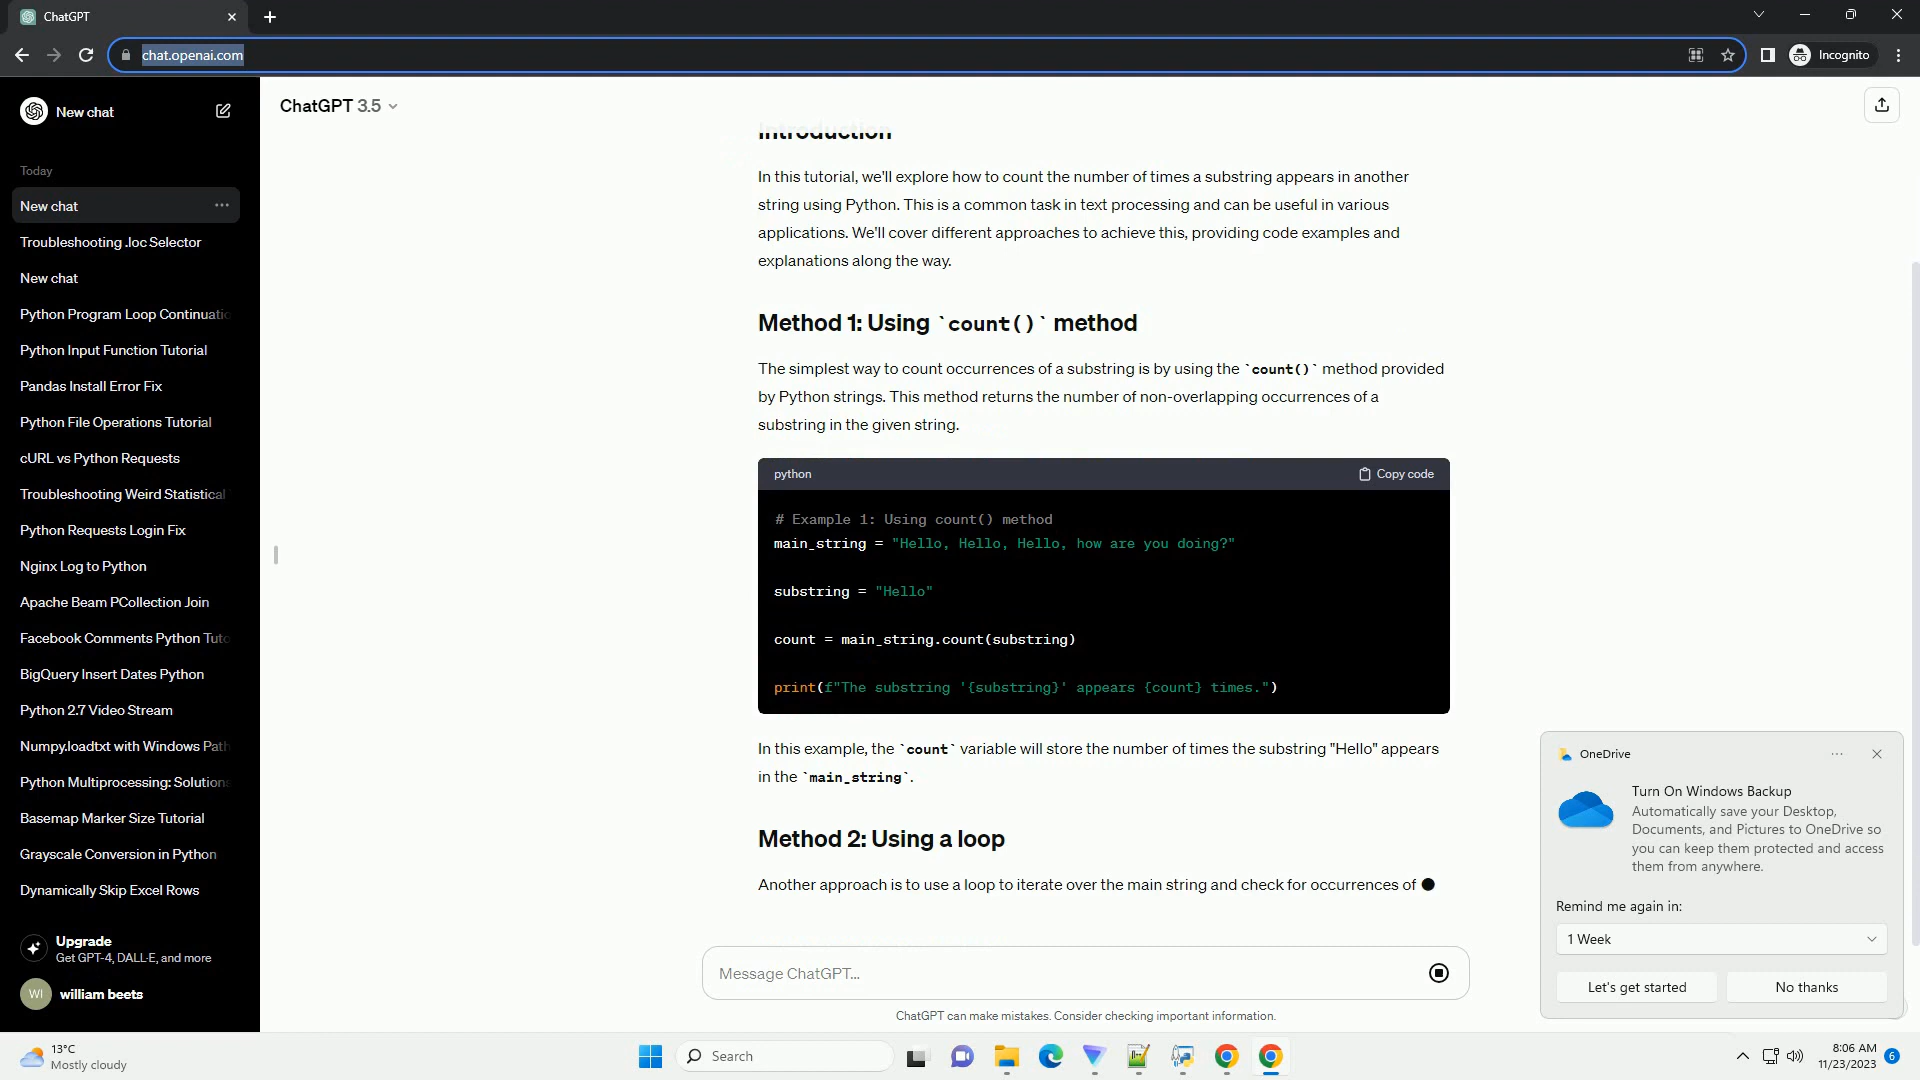 ChatGPT
chat.openai.com
Incognito
New chat
Today
New chat
Troubleshooting .loc Selector
New chat
Python Program Loop Continuatio
Python Input Function Tutorial
Pandas Install Error Fix
Python File Operations Tutorial
cURL vs Python Requests
Troubleshooting Weird Statistical
Python Requests Login Fix
Nginx Log to Python
Apache Beam PCollection Join
Facebook Comments Python Tuto
BigQuery Insert Dates Python
Python 2.7 Video Stream
Numpy.loadtxt with Windows Path
Python Multiprocessing: Solutions
Basemap Marker Size Tutorial
Grayscale Conversion in Python
Dynamically Skip Excel Rows
Upgrade
Get GPT-4, DALL·E, and more
WI
william beets
ChatGPT 3.5
Introduction
In this tutorial, we'll explore how to count the number of times a substring appears in another
string using Python. This is a common task in text processing and can be useful in various
applications. We'll cover different approaches to achieve this, providing code examples and
explanations along the way.
Method 1: Using `count()` method
The simplest way to count occurrences of a substring is by using the `count()` method provided
by Python strings. This method returns the number of non-overlapping occurrences of a
substring in the given string.
python
Copy code
# Example 1: Using count() method
main_string = "Hello, Hello, Hello, how are you doing?"
substring = "Hello"
count = main_string.count(substring)
print(f"The substring '{substring}' appears {count} times.")
In this example, the `count` variable will store the number of times the substring "Hello" appears
in the `main_string`.
Method 2: Using a loop
Another approach is to use a loop to iterate over the main string and check for occurrences of
Message ChatGPT...
ChatGPT can make mistakes. Consider checking important information.
OneDrive
Turn On Windows Backup
Automatically save your Desktop,
Documents, and Pictures to OneDrive so
you can keep them protected and access
them from anywhere.
Remind me again in:
1 Week
Let's get started
No thanks
13°C
Mostly cloudy
Search
8:06 AM
11/23/2023
6